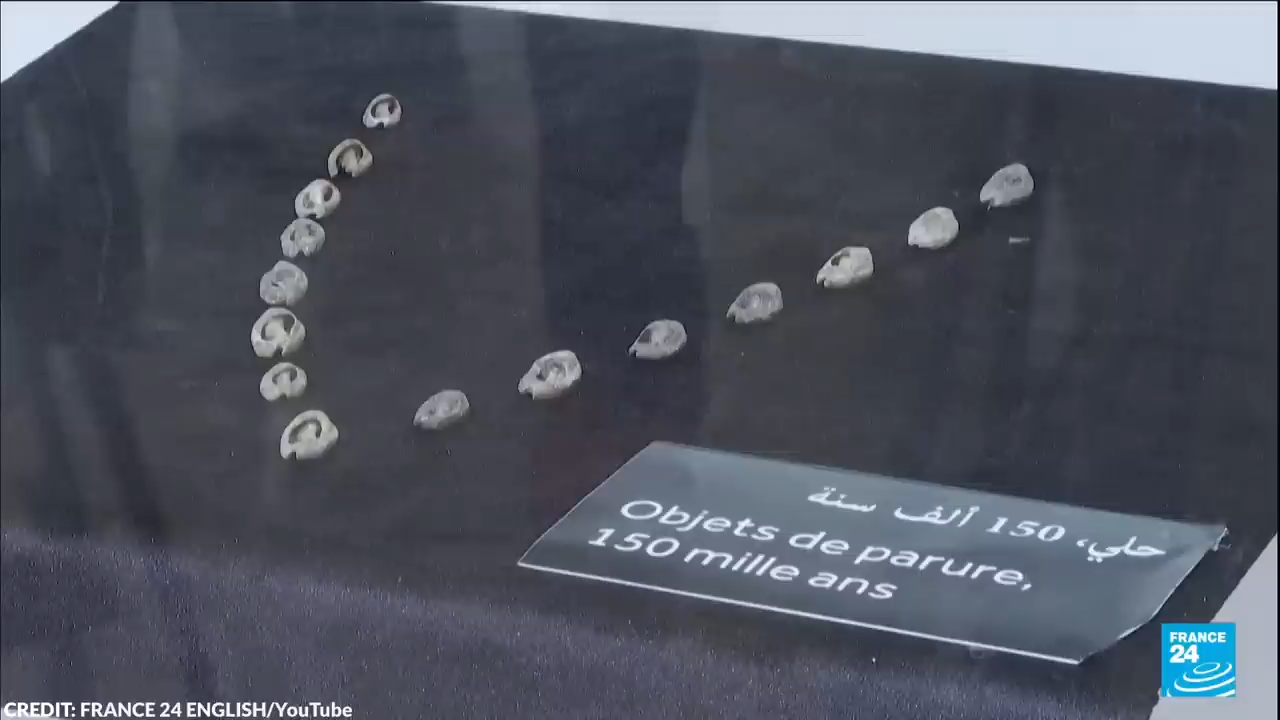 حلي، 150 ألف سنة
Objets de parure,
150 mille ans
FRANCE
24
CREDIT: FRANCE 24 ENGLISH/YouTube